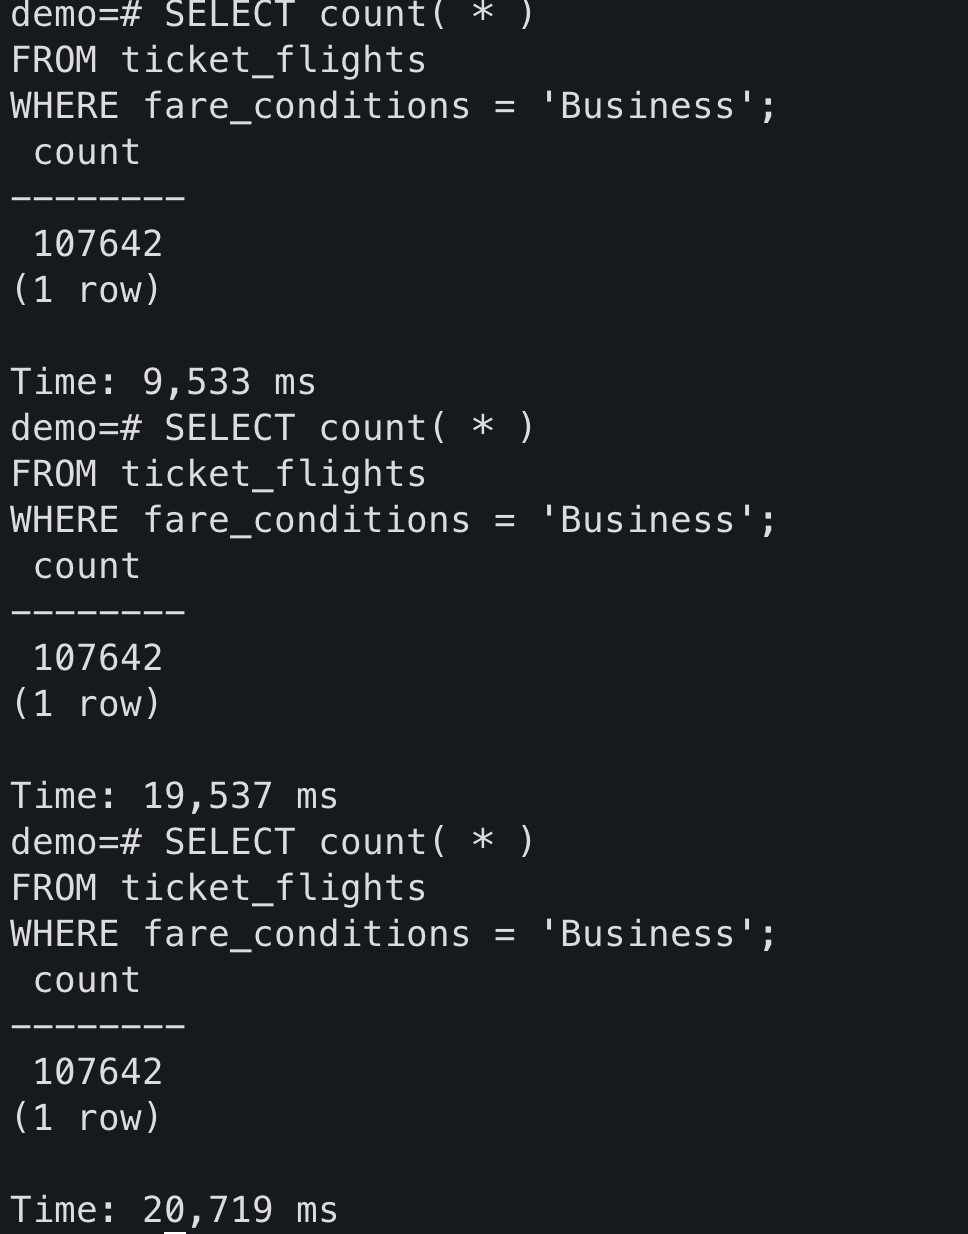 demo=# SELECT count( * )
FROM ticket_flights
WHERE fare_conditions = 'Business';
 count
--------
 107642
(1 row)

Time: 9,533 ms
demo=# SELECT count( * )
FROM ticket_flights
WHERE fare_conditions = 'Business';
 count
--------
 107642
(1 row)

Time: 19,537 ms
demo=# SELECT count( * )
FROM ticket_flights
WHERE fare_conditions = 'Business';
 count
--------
 107642
(1 row)

Time: 20,719 ms